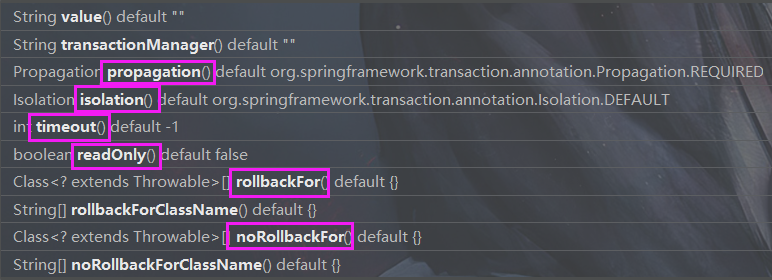 String value() default ""
String transactionManager() default ""
Propagation propagation() default org.springframework.transaction.annotation.Propagation.REQUIRED
Isolation isolation() default org.springframework.transaction.annotation.Isolation.DEFAULT
int timeout() default -1
boolean readOnly() default false
Class<? extends Throwable>[] rollbackFor() default {}
String[] rollbackForClassName() default {}
Class<? extends Throwable>[] noRollbackFor() default {}
String[] noRollbackForClassName() default {}